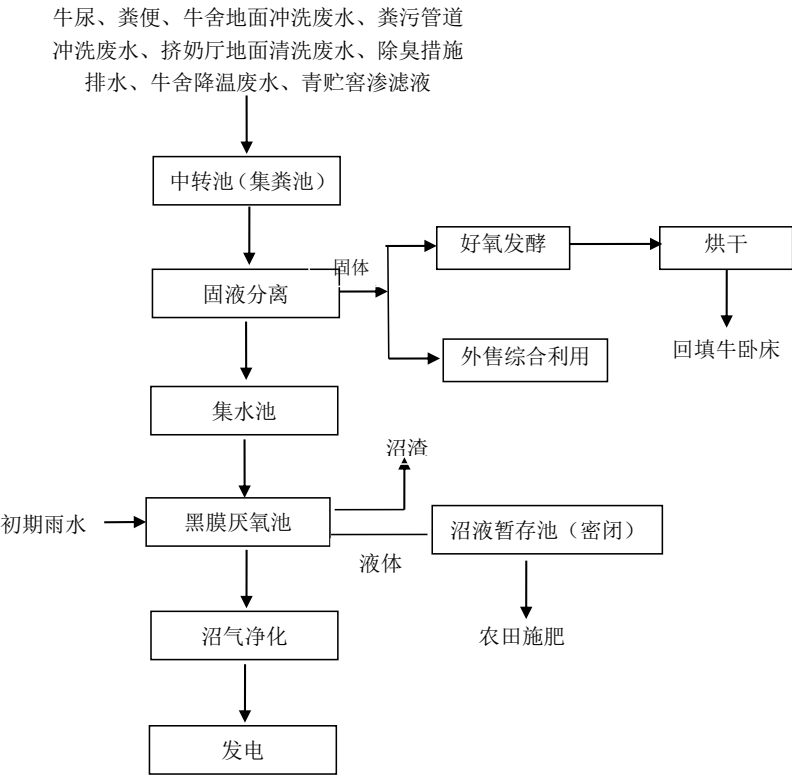 牛尿、粪便、牛舍地面冲洗废水、粪污管道
冲洗废水、挤奶厅地面清洗废水、除臭措施
排水、牛舍降温废水、青贮窖渗滤液
中转池（集粪池）
好氧发酵
烘干
固体
固液分离
外售综合利用
回填牛卧床
集水池
沼渣
初期雨水
黑膜厌氧池
沼液暂存池（密闭）
液体
沼气净化
农田施肥
发电